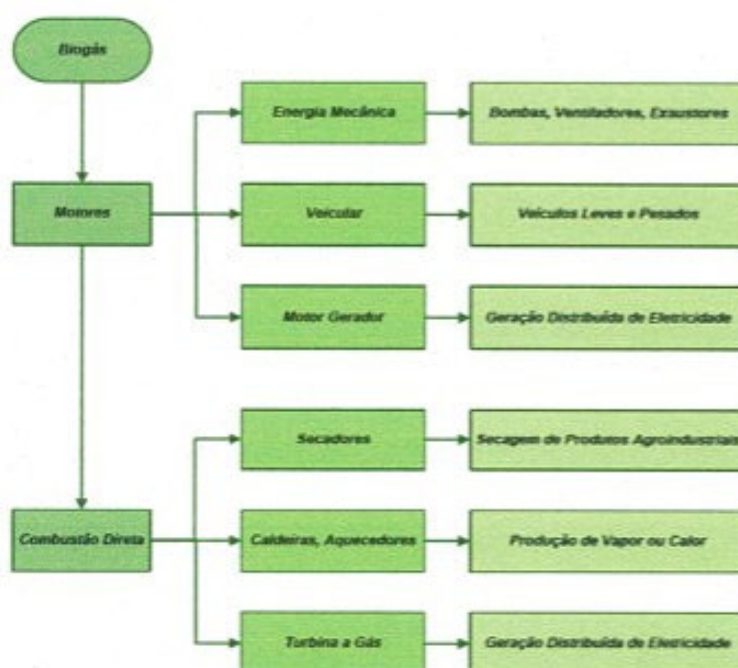 Biogás
Energia Mecânica
Bombas, Ventiladores, Exaustores
Motores
Veicular
Veículos Leves e Pesados
Motor Gerador
Geração Distribuída de Eletricidade
Secadores
Secagem de Produtos Agroindustriais
Combustão Direta
Caldeiras, Aquecedores
Produção de Vapor ou Calor
Turbina a Gás
Geração Distribuída de Eletricidade